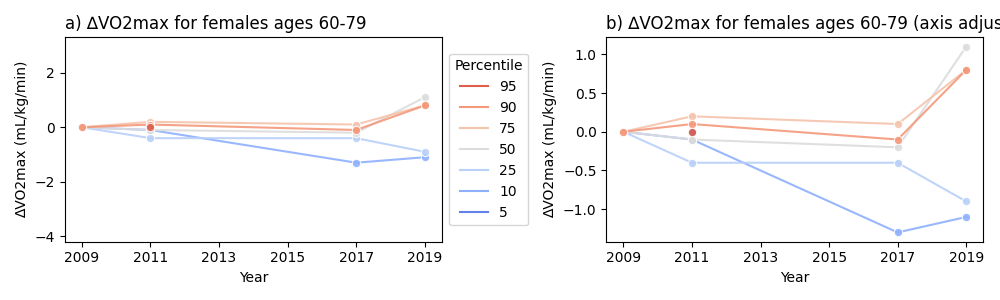 a) ΔVO2max for females ages 60-79
ΔVO2max (mL/kg/min)
2
0
−2
−4
2009 2011 2013 2015 2017 2019
Year
Percentile
95
90
75
50
25
10
5
b) ΔVO2max for females ages 60-79 (axis adjus
ΔVO2max (mL/kg/min)
1.0
0.5
0.0
−0.5
−1.0
2009 2011 2013 2015 2017 2019
Year